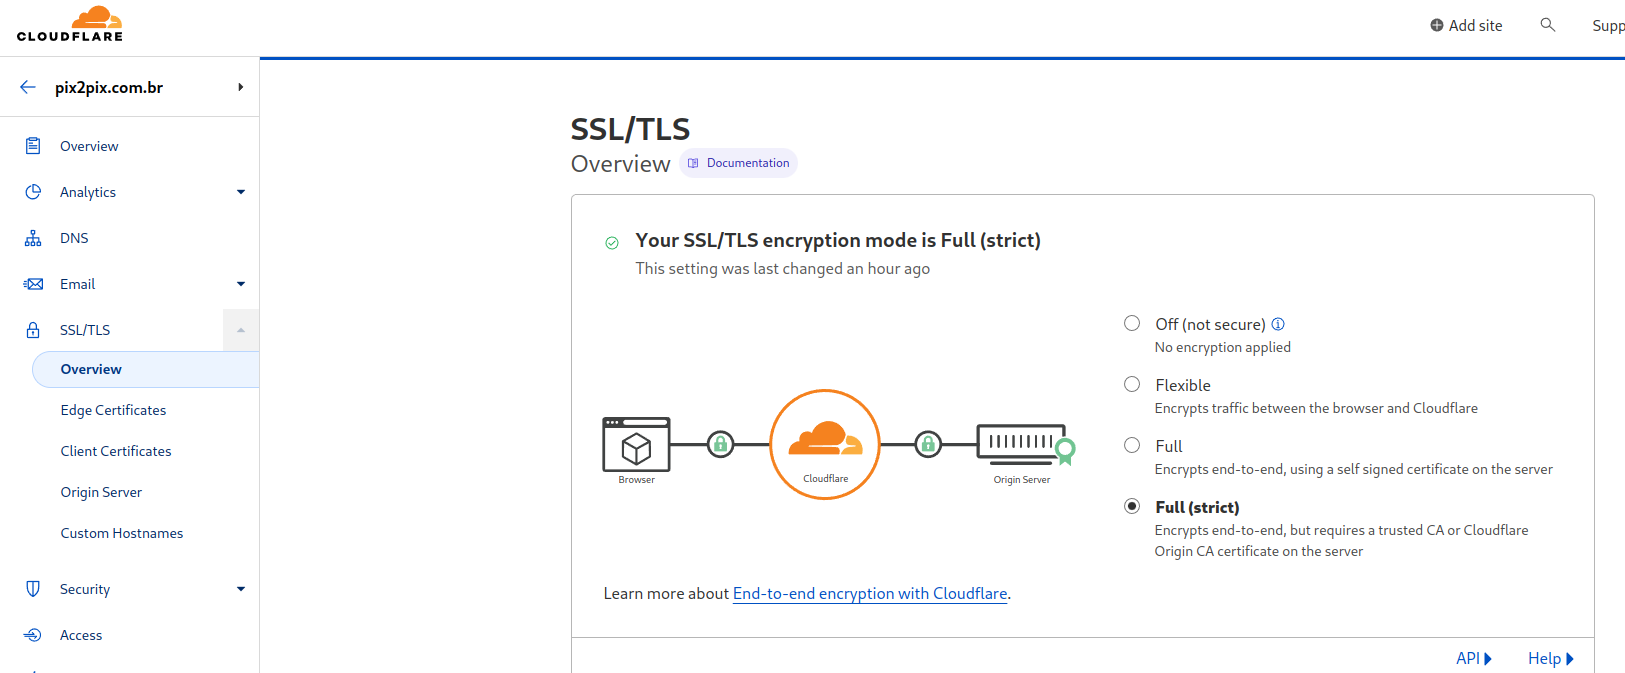 CLOUDFLARE
Add site
Supp
pix2pix.com.br
Overview
Analytics
DNS
Email
SSL/TLS
Overview
Edge Certificates
Client Certificates
Origin Server
Custom Hostnames
Security
Access
SSL/TLS
Overview
Documentation
Your SSL/TLS encryption mode is Full (strict)
This setting was last changed an hour ago
Browser
Cloudflare
Origin Server
Off (not secure)
No encryption applied
Flexible
Encrypts traffic between the browser and Cloudflare
Full
Encrypts end-to-end, using a self signed certificate on the server
Full (strict)
Encrypts end-to-end, but requires a trusted CA or Cloudflare
Origin CA certificate on the server
Learn more about End-to-end encryption with Cloudflare.
API
Help